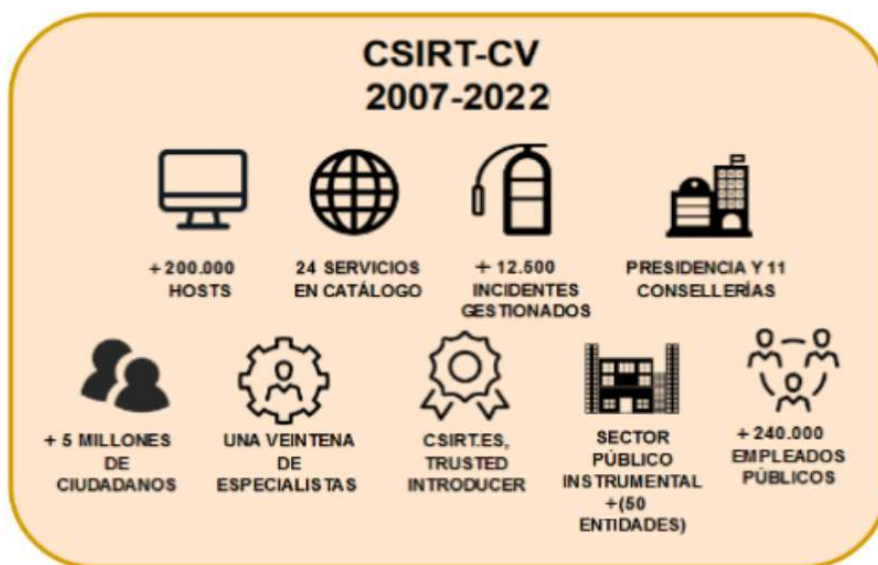 CSIRT-CV
2007-2022
+200.000
HOSTS
24 SERVICIOS
EN CATÁLOGO
+ 12.500
INCIDENTES
GESTIONADOS
PRESIDENCIA Y 11
CONSELLERÍAS
+ 5 MILLONES
DE
CIUDADANOS
UNA VEINTENA
DE
ESPECIALISTAS
CSIRT.ES,
TRUSTED
INTRODUCER
SECTOR
PÚBLICO
INSTRUMENTAL
+(50
ENTIDADES)
+ 240.000
EMPLEADOS
PÚBLICOS